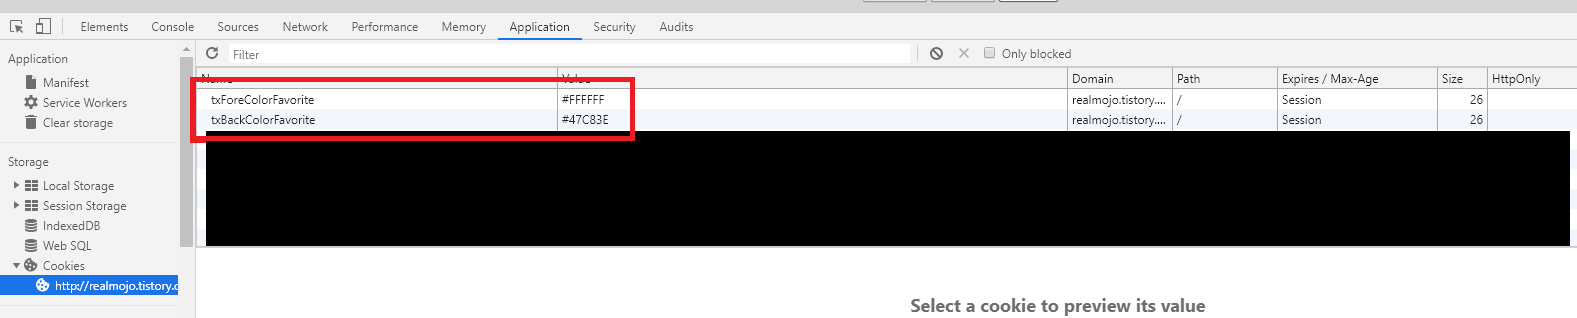 Elements Console Sources Network Performance Memory Application Security Audits
Application
Manifest
Service Workers
Clear storage
Storage
Local Storage
Session Storage
IndexedDB
Web SQL
Cookies
http://realmojo.tistory.c
Filter Only blocked
Name Value Domain Path Expires / Max-Age Size HttpOnly
txForeColorFavorite #FFFFFF realmojo.tistory.... / Session 26
txBackColorFavorite #47C83E realmojo.tistory.... / Session 26
Select a cookie to preview its value